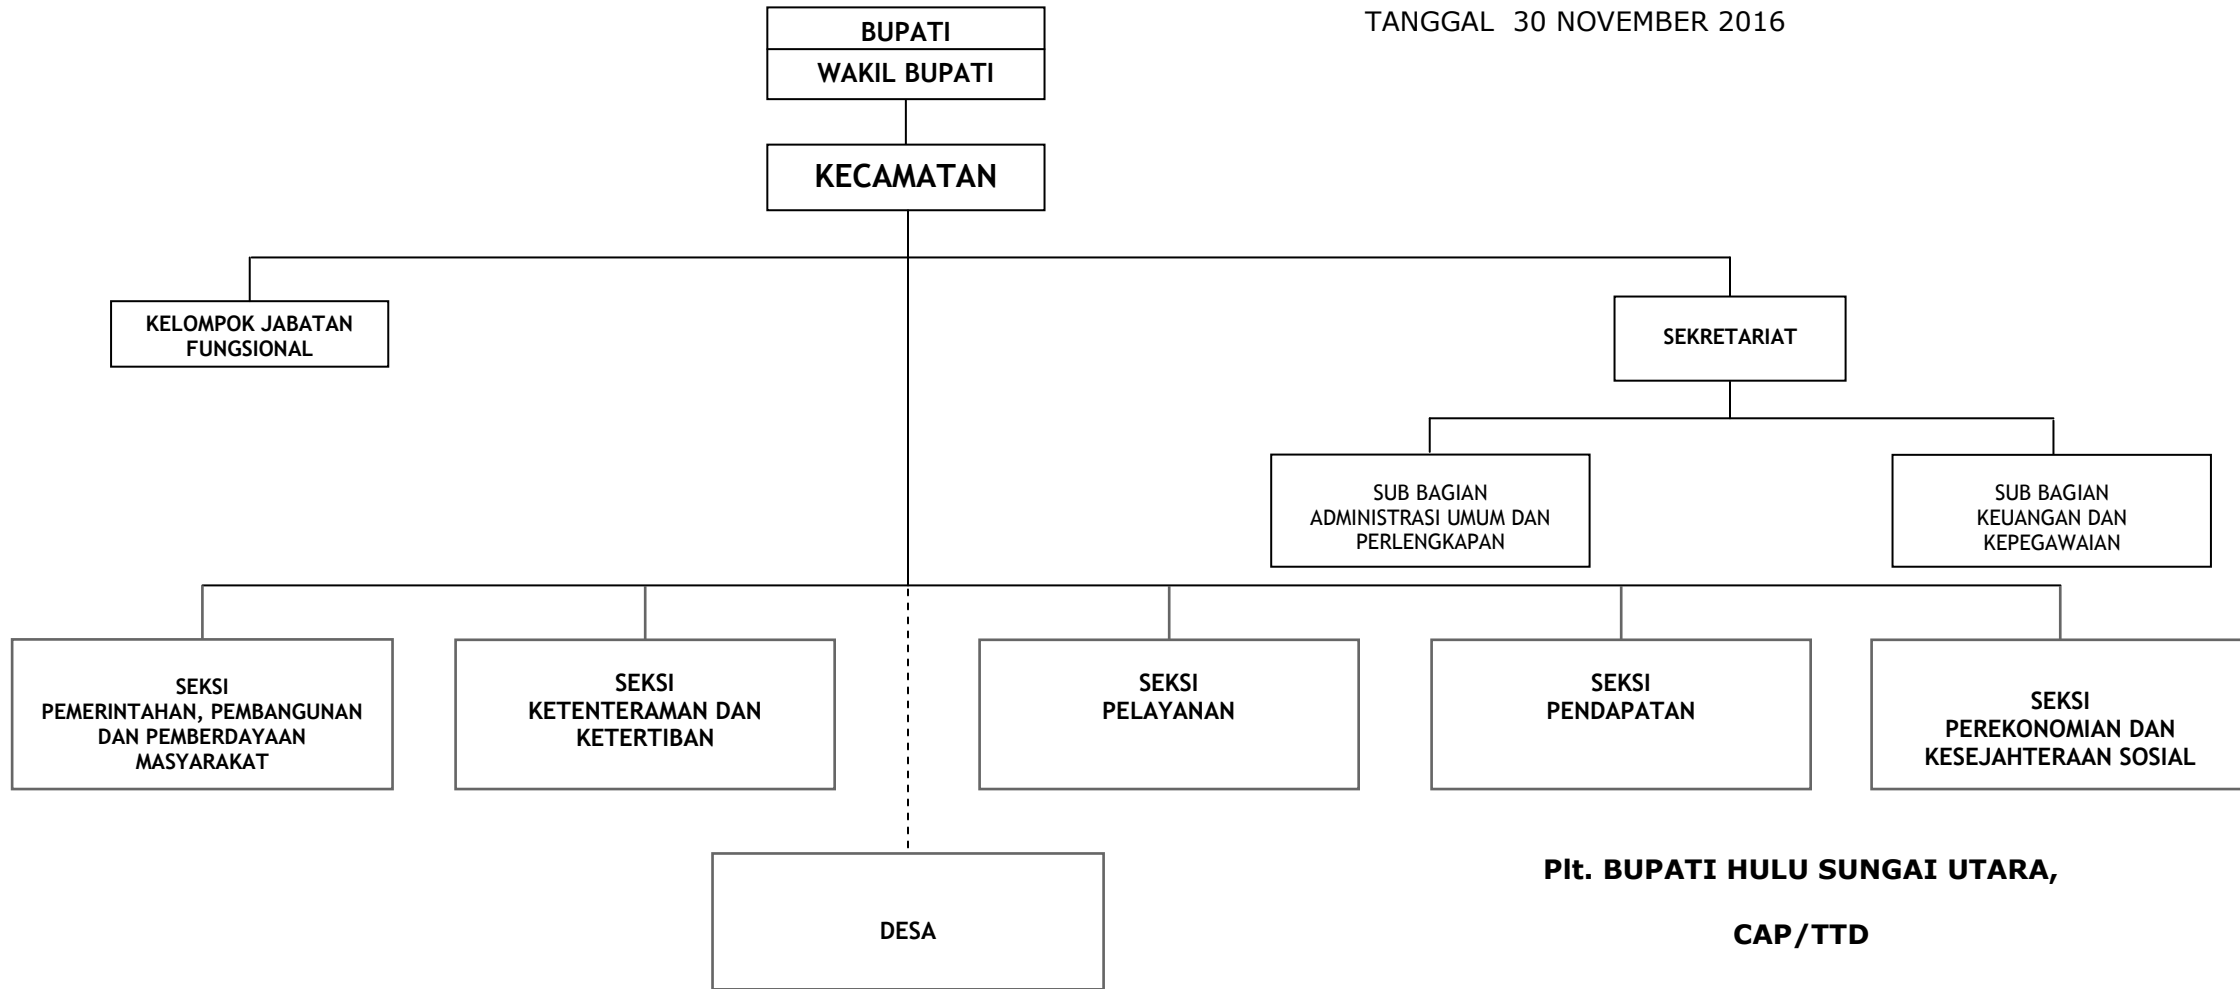 TANGGAL  30 NOVEMBER 2016
BUPATI
WAKIL BUPATI
KECAMATAN
KELOMPOK JABATAN
FUNGSIONAL
SEKRETARIAT
SUB BAGIAN
ADMINISTRASI UMUM DAN
PERLENGKAPAN
SUB BAGIAN
KEUANGAN DAN
KEPEGAWAIAN
SEKSI
PEMERINTAHAN, PEMBANGUNAN
DAN PEMBERDAYAAN
MASYARAKAT
SEKSI
KETENTERAMAN DAN
KETERTIBAN
SEKSI
PELAYANAN
SEKSI
PENDAPATAN
SEKSI
PEREKONOMIAN DAN
KESEJAHTERAAN SOSIAL
DESA
Plt. BUPATI HULU SUNGAI UTARA,
CAP/TTD